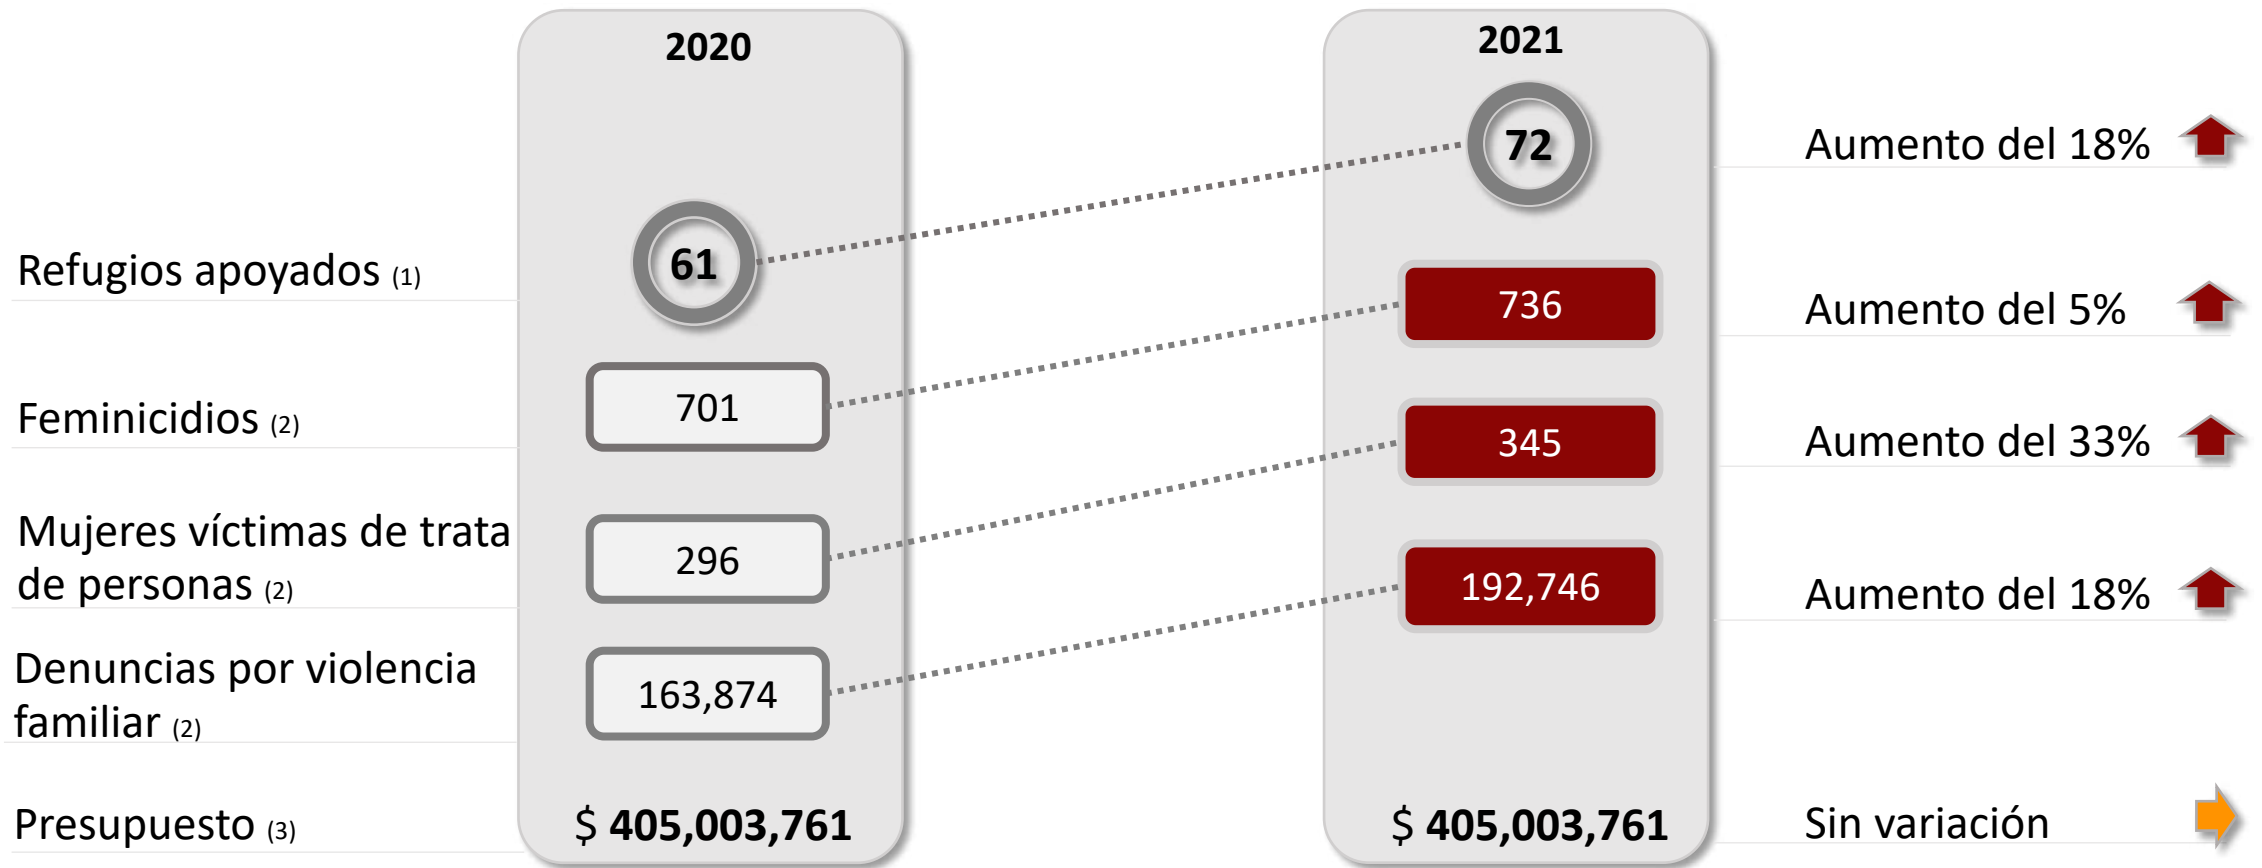 2020
2021
Refugios apoyados (1)
61
72
Aumento del 18%
Feminicidios (2)
701
736
Aumento del 5%
Mujeres víctimas de trata
de personas (2)
296
345
Aumento del 33%
Denuncias por violencia
familiar (2)
163,874
192,746
Aumento del 18%
Presupuesto (3)
$ 405,003,761
$ 405,003,761
Sin variación